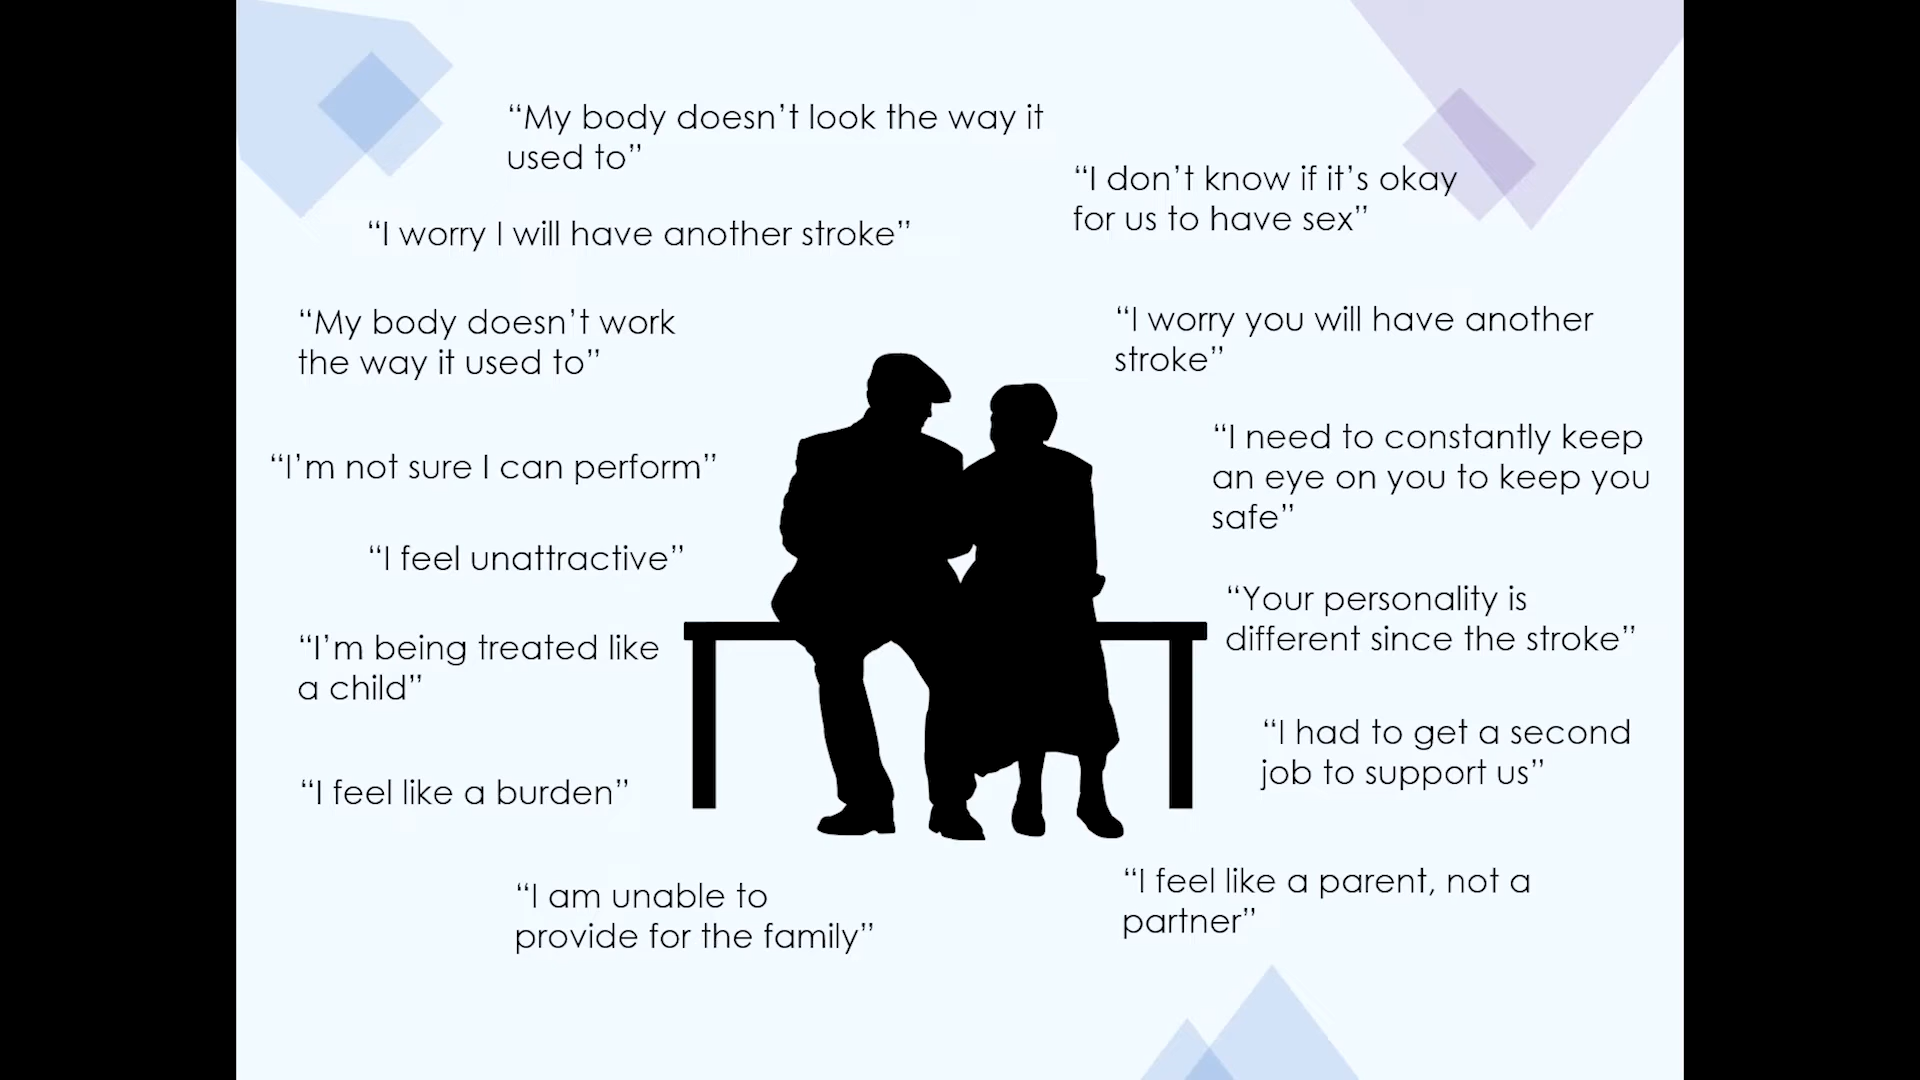 “My body doesn’t look the way it
used to”
“I don’t know if it’s okay
for us to have sex”
“I worry I will have another stroke”
“My body doesn’t work
the way it used to”
“I worry you will have another
stroke”
“I’m not sure I can perform”
“I need to constantly keep
an eye on you to keep you
safe”
“I feel unattractive”
“Your personality is
different since the stroke”
“I’m being treated like
a child”
“I had to get a second
job to support us”
“I feel like a burden”
“I am unable to
provide for the family”
“I feel like a parent, not a
partner”